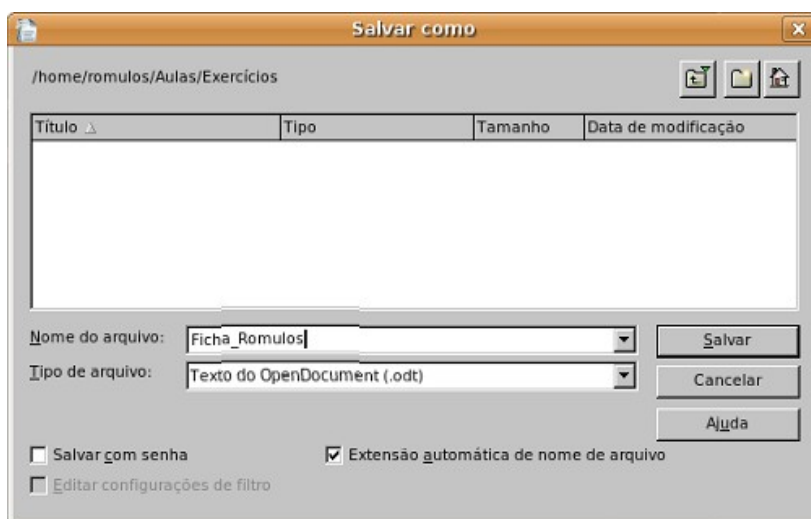 Salvar como
/home/romulos/Aulas/Exercícios
Título Tipo Tamanho Data de modificação
Nome do arquivo: Ficha_Romulos Salvar
Tipo de arquivo: Texto do OpenDocument (.odt) Cancelar
Ajuda
Salvar com senha Extensão automática de nome de arquivo
Editar configurações de filtro